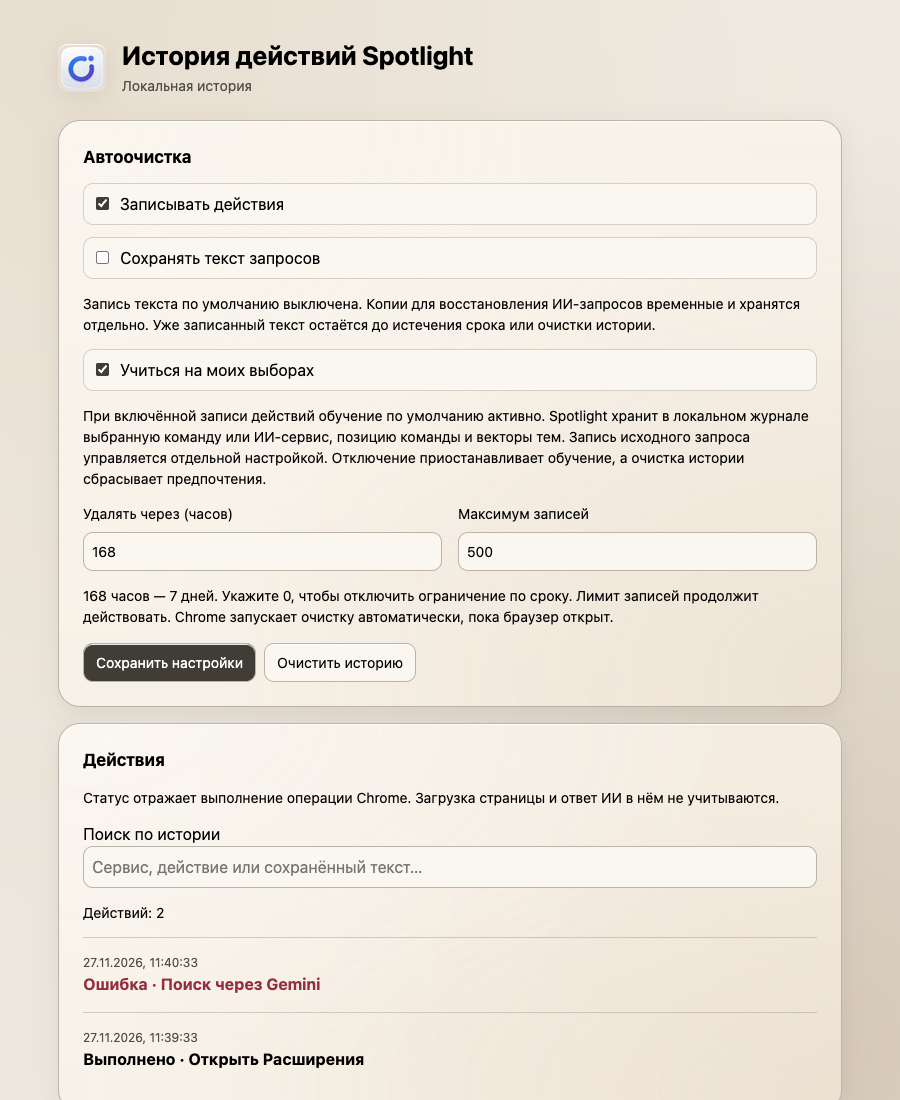 История действий Spotlight
Локальная история
Автоочистка
Записывать действия
Сохранять текст запросов
Запись текста по умолчанию выключена. Копии для восстановления ИИ-запросов временные и хранятся
отдельно. Уже записанный текст остаётся до истечения срока или очистки истории.
Учиться на моих выборах
При включённой записи действий обучение по умолчанию активно. Spotlight хранит в локальном журнале
выбранную команду или ИИ-сервис, позицию команды и векторы тем. Запись исходного запроса
управляется отдельной настройкой. Отключение приостанавливает обучение, а очистка истории
сбрасывает предпочтения.
Удалять через (часов)
Максимум записей
168
500
168 часов — 7 дней. Укажите 0, чтобы отключить ограничение по сроку. Лимит записей продолжит
действовать. Chrome запускает очистку автоматически, пока браузер открыт.
Сохранить настройки
Очистить историю
Действия
Статус отражает выполнение операции Chrome. Загрузка страницы и ответ ИИ в нём не учитываются.
Поиск по истории
Сервис, действие или сохранённый текст...
Действий: 2
27.11.2026, 11:40:33
Ошибка · Поиск через Gemini
27.11.2026, 11:39:33
Выполнено · Открыть Расширения